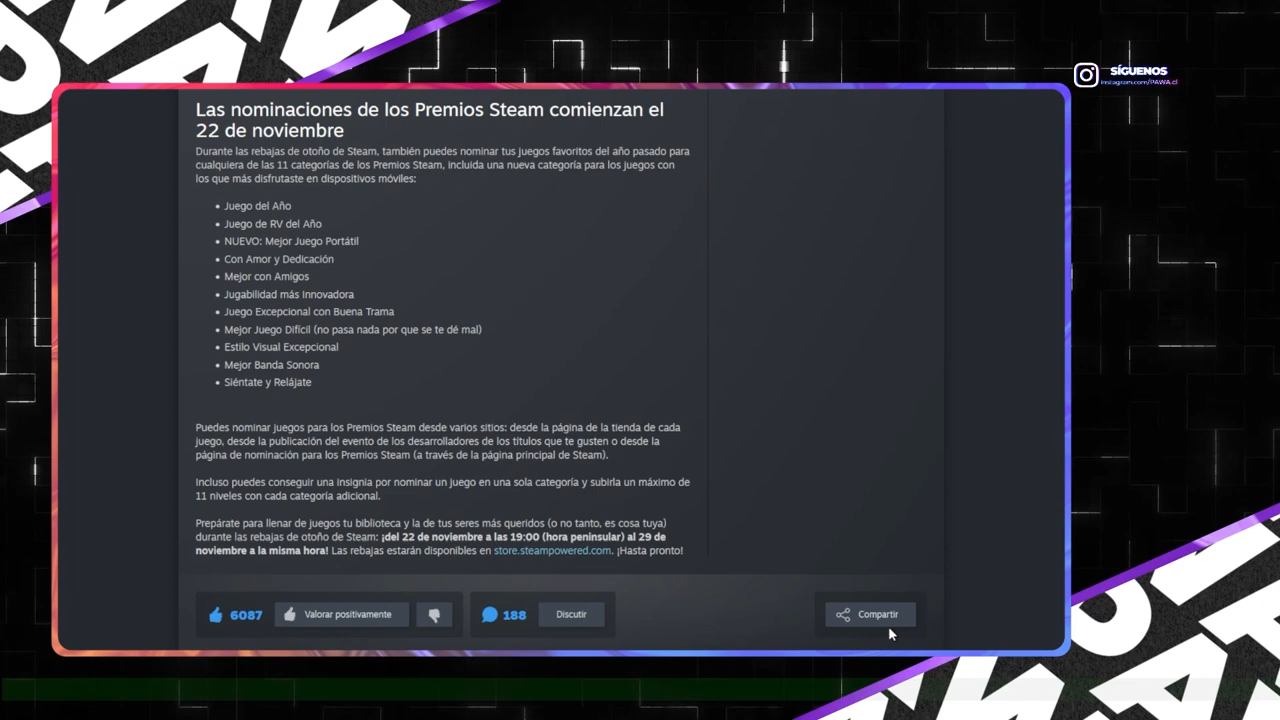 SÍGUENOS
instagram.com/PAWA.cl
Las nominaciones de los Premios Steam comienzan el
22 de noviembre
Durante las rebajas de otoño de Steam, también puedes nominar tus juegos favoritos del año pasado para
cualquiera de las 11 categorías de los Premios Steam, incluida una nueva categoría para los juegos con
los que más disfrutaste en dispositivos móviles:
• Juego del Año
• Juego de RV del Año
• NUEVO: Mejor Juego Portátil
• Con Amor y Dedicación
• Mejor con Amigos
• Jugabilidad más Innovadora
• Juego Excepcional con Buena Trama
• Mejor Juego Difícil (no pasa nada por que se te dé mal)
• Estilo Visual Excepcional
• Mejor Banda Sonora
• Siéntate y Relájate
Puedes nominar juegos para los Premios Steam desde varios sitios: desde la página de la tienda de cada
juego, desde la publicación del evento de los desarrolladores de los títulos que te gusten o desde la
página de nominación para los Premios Steam (a través de la página principal de Steam).
Incluso puedes conseguir una insignia por nominar un juego en una sola categoría y subirla un máximo de
11 niveles con cada categoría adicional.
Prepárate para llenar de juegos tu biblioteca y la de tus seres más queridos (o no tanto, es cosa tuya)
durante las rebajas de otoño de Steam: ¡del 22 de noviembre a las 19:00 (hora peninsular) al 29 de
noviembre a la misma hora! Las rebajas estarán disponibles en store.steampowered.com. ¡Hasta pronto!
6087 Valorar positivamente 188 Discutir Compartir